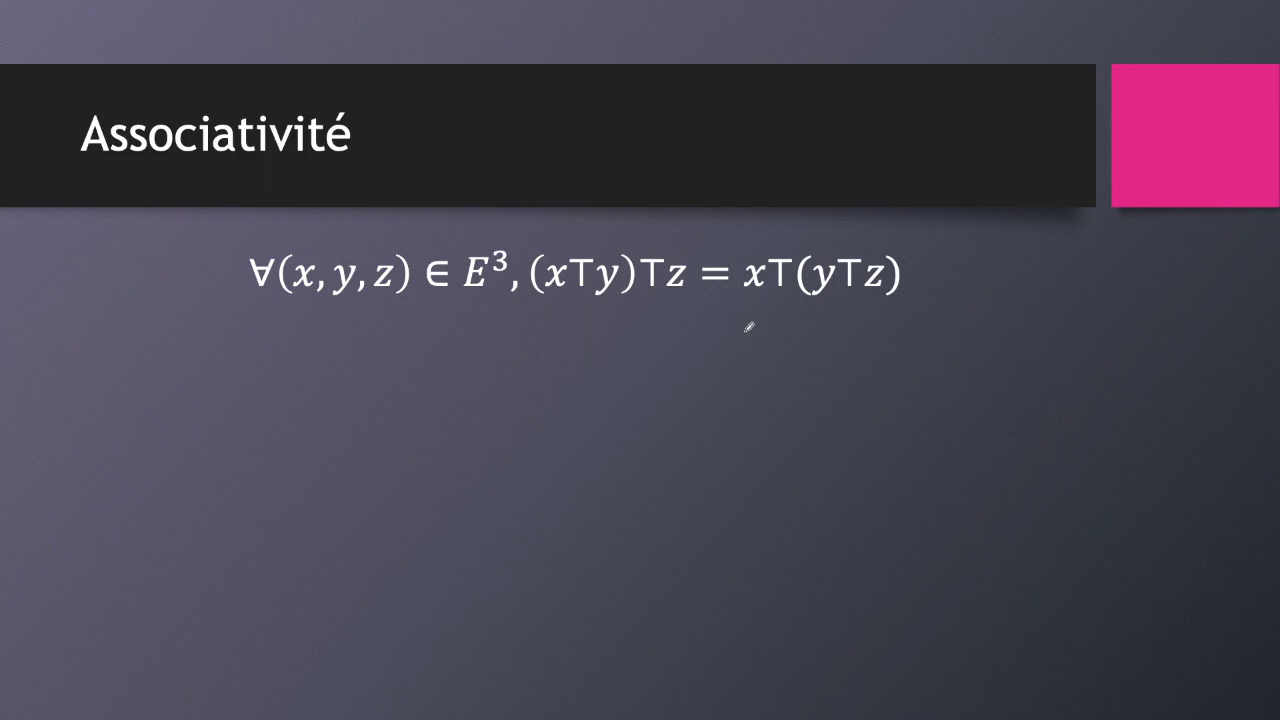 Associativité
∀(x, y, z) ∈ E³, (x⊤y)⊤z = x⊤(y⊤z)